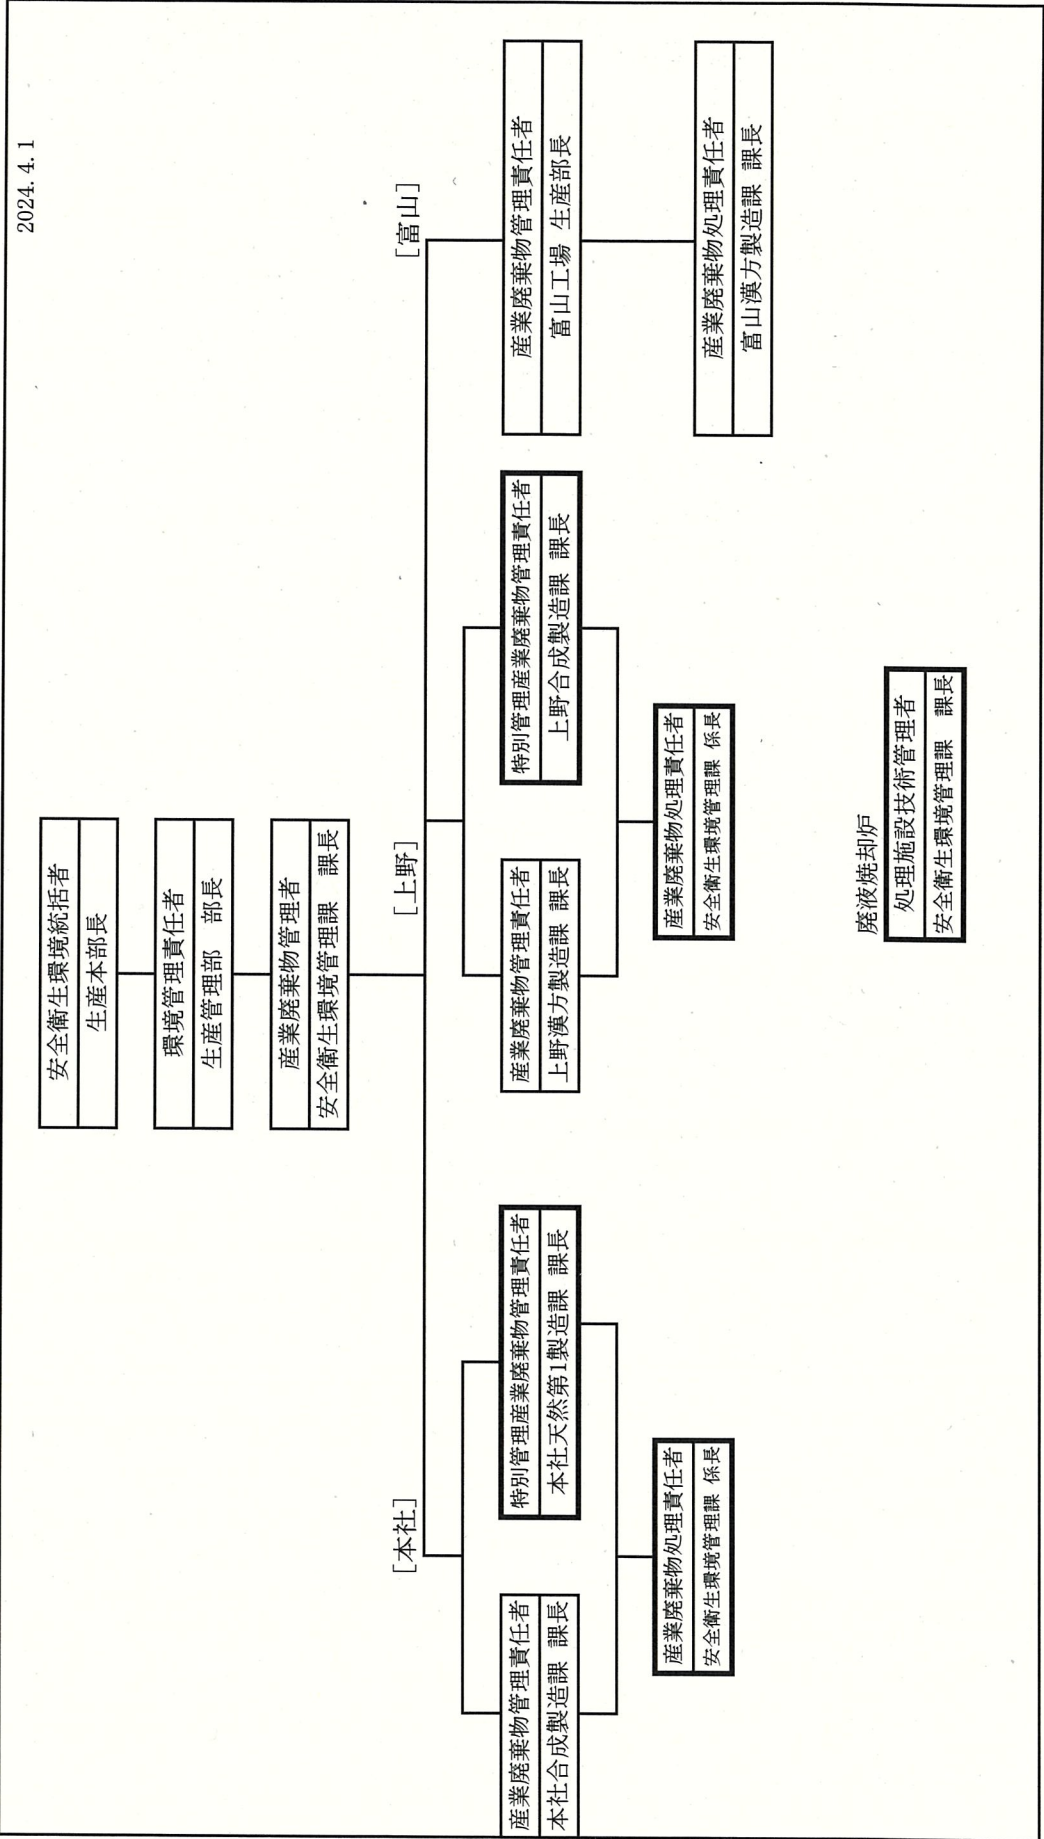 2024.4.1
安全衛生環境統括者
生産本部長
環境管理責任者
生産管理部　部長
産業廃棄物管理者
安全衛生環境管理課　課長
［本社］
［上野］
［富山］
産業廃棄物管理責任者
本社合成製造課 課長
特別管理産業廃棄物管理責任者
本社天然第1製造課 課長
産業廃棄物管理責任者
上野漢方製造課 課長
特別管理産業廃棄物管理責任者
上野合成製造課 課長
産業廃棄物管理責任者
富山工場 生産部長
産業廃棄物処理責任者
安全衛生環境管理課 係長
産業廃棄物処理責任者
安全衛生環境管理課 係長
産業廃棄物処理責任者
富山漢方製造課 課長
廃液焼却炉
処理施設技術管理者
安全衛生環境管理課　課長